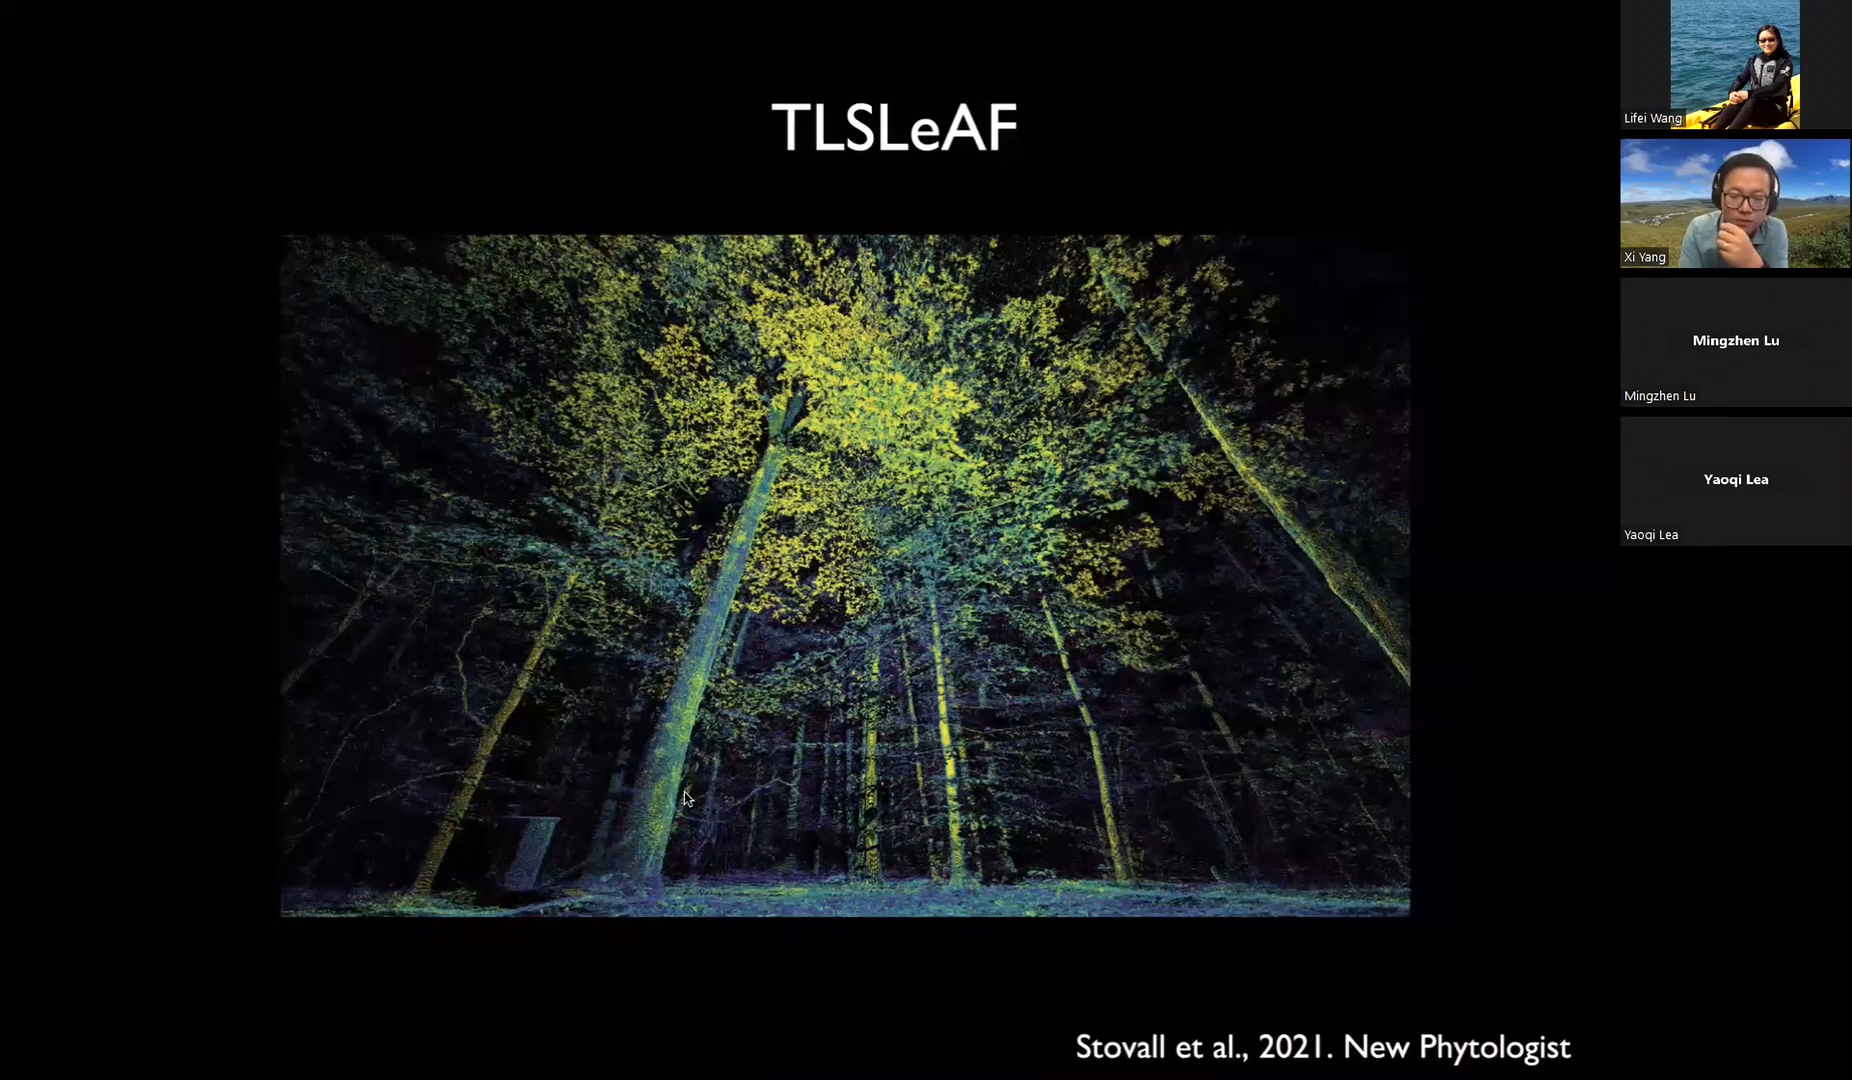 TLSLeAF
Stovall et al., 2021. New Phytologist
Lifei Wang
Xi Yang
Mingzhen Lu
Mingzhen Lu
Yaoqi Lea
Yaoqi Lea